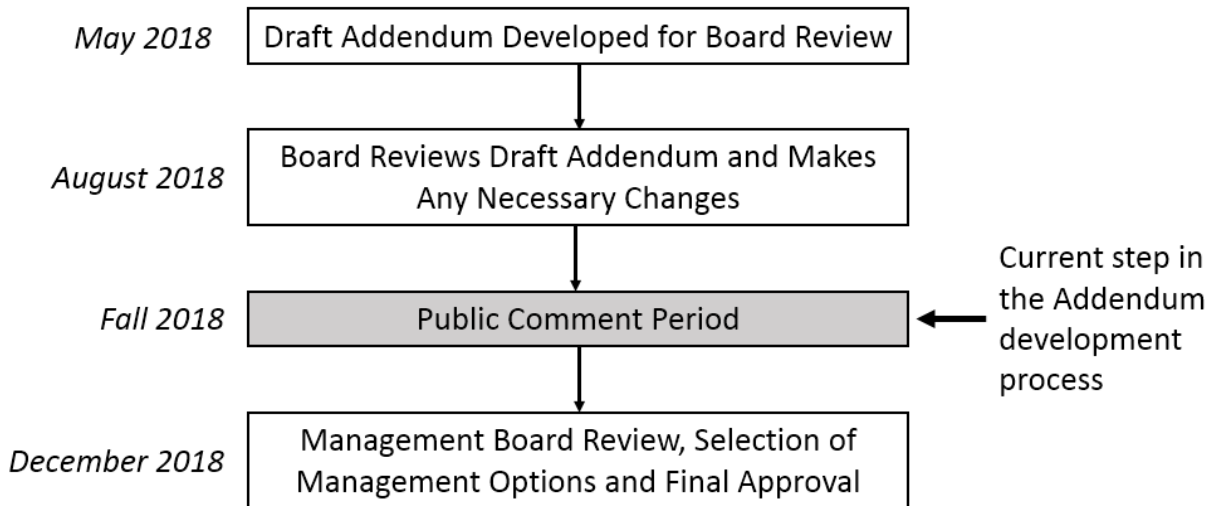 May 2018
Draft Addendum Developed for Board Review
August 2018
Board Reviews Draft Addendum and Makes
Any Necessary Changes
Fall 2018
Public Comment Period
Current step in
the Addendum
development
process
December 2018
Management Board Review, Selection of
Management Options and Final Approval